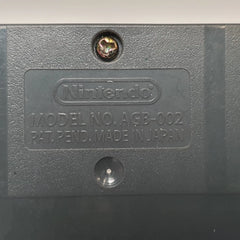 Nintendo
MODEL NO. AGB-002
PAT.PEND. MADE IN JAPAN